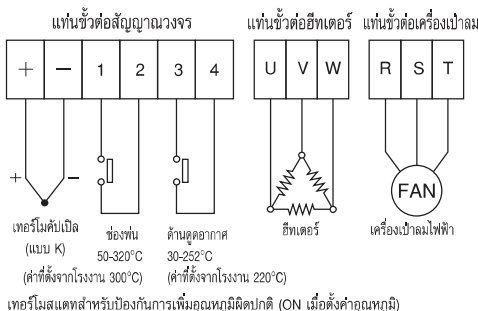 แท่นขั้วต่อสัญญาณวงจร แท่นขั้วต่อฮีทเตอร์ แท่นขั้วต่อเครื่องเป่าลม
+ − 1 2 3 4 U V W R S T
+ −
FAN
เทอร์โมคัปเปิล ช่องพ่น ด้านดูดอากาศ ฮีทเตอร์ เครื่องเป่าลมไฟฟ้า
(แบบ K) 50-320°C 30-252°C
(ค่าที่ตั้งจากโรงงาน 300°C) (ค่าที่ตั้งจากโรงงาน 220°C)
เทอร์โมสแตทสำหรับป้องกันการเพิ่มอุณหภูมิผิดปกติ (ON เมื่อตั้งค่าอุณหภูมิ)